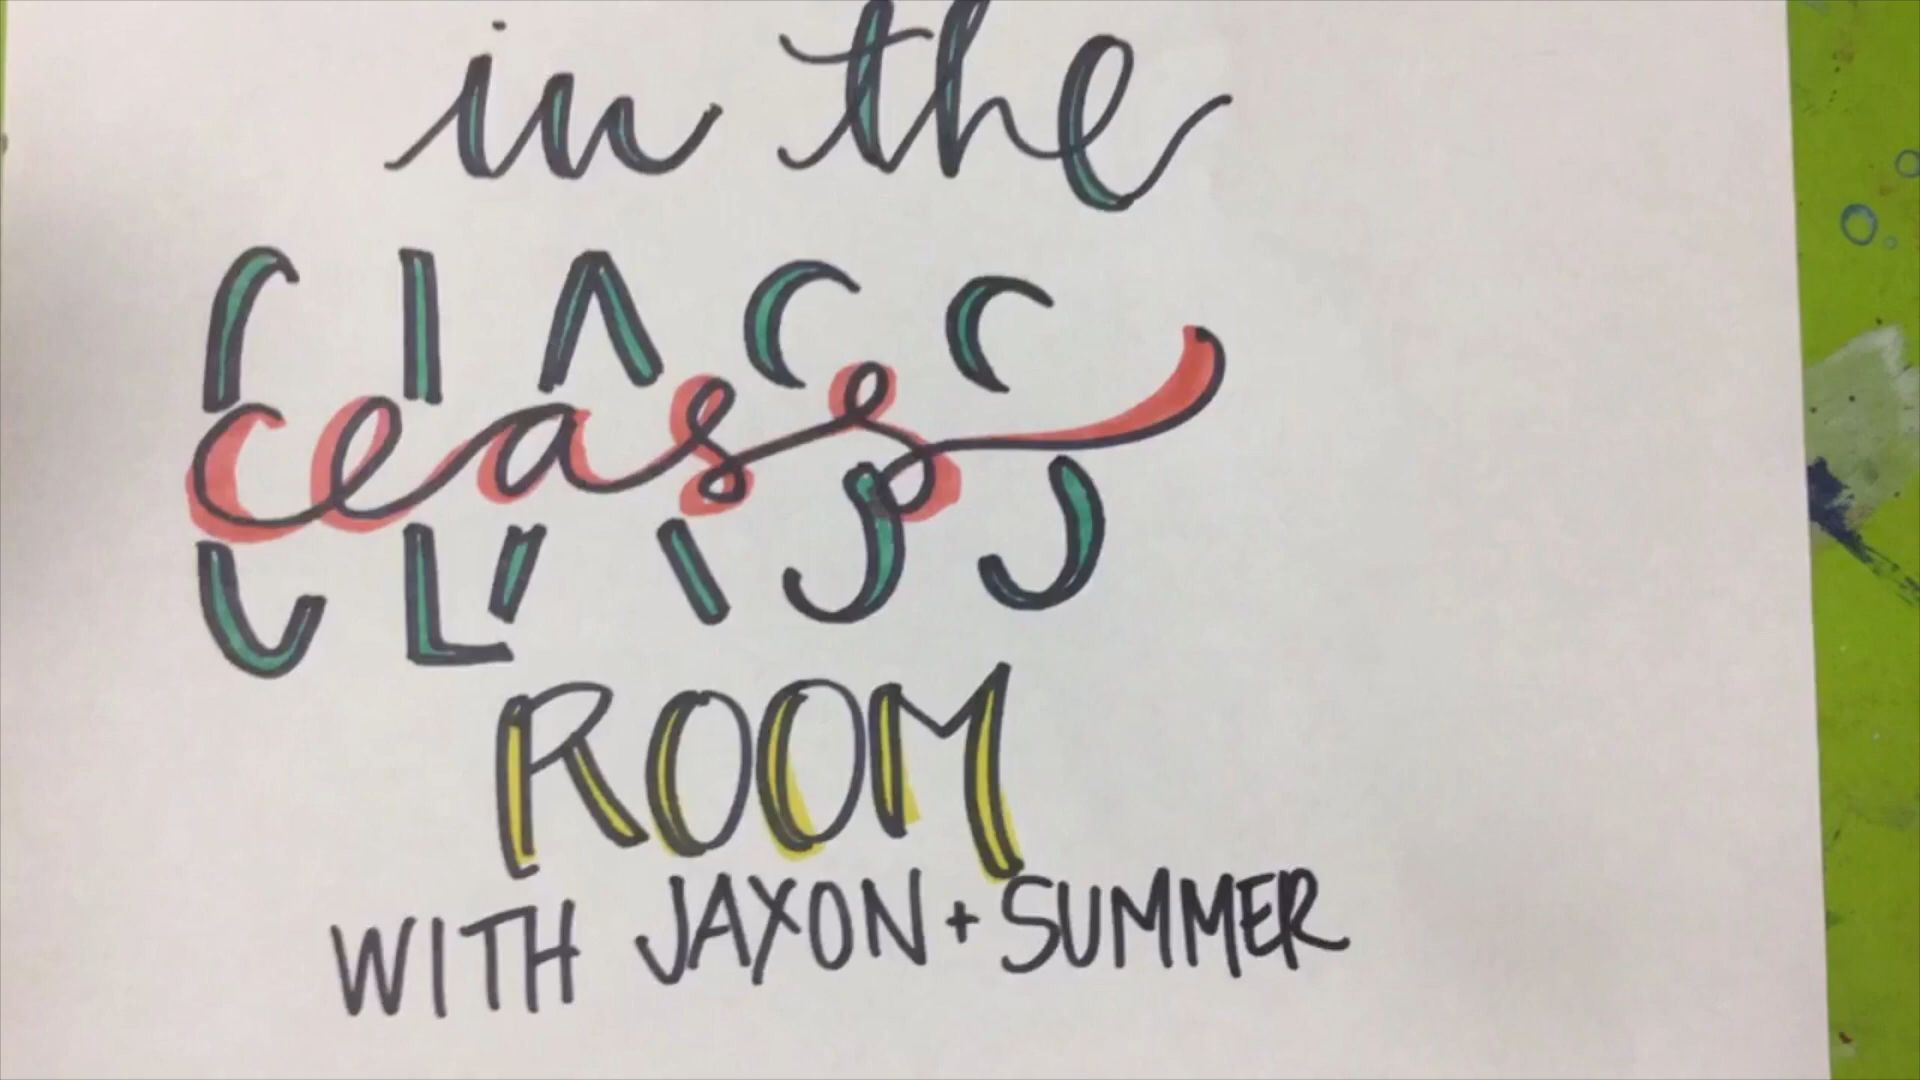 in the
CLASS
class
ROOM
WITH JAXON + SUMMER